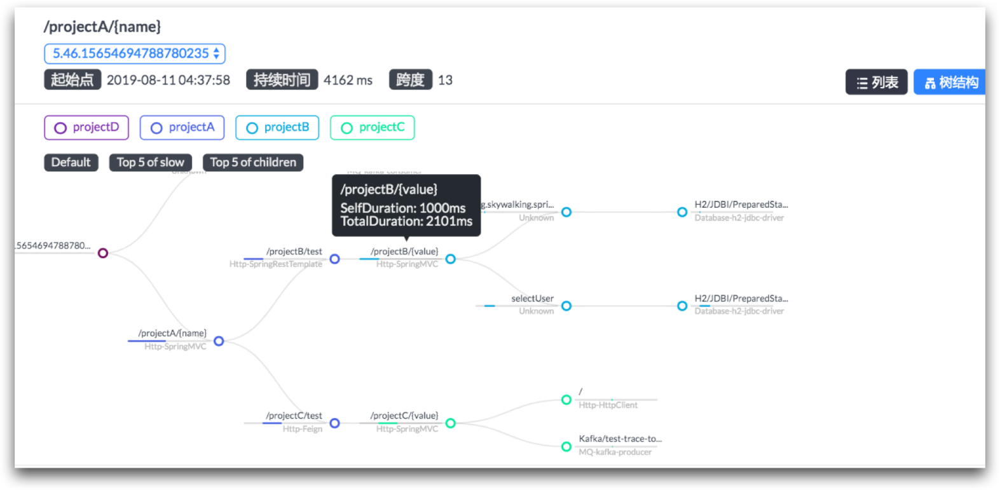 /projectA/{name}
5.46.15654694788780235
起始点 2019-08-11 04:37:58 持续时间 4162 ms 跨度 13
列表 树结构
projectD projectA projectB projectC
Default Top 5 of slow Top 5 of children
Unknown MQ-kafka-consumer
/projectB/{value}
SelfDuration: 1000ms
TotalDuration: 2101ms
g.skywalking.spri... H2/JDBI/PreparedSta...
Unknown Database-h2-jdbc-driver
.5654694788780... /projectB/test /projectB/{value}
Http-SpringRestTemplate Http-SpringMVC
selectUser H2/JDBI/PreparedSta...
Unknown Database-h2-jdbc-driver
/projectA/{name}
Http-SpringMVC
/
Http-HttpClient
/projectC/test /projectC/{value}
Http-Feign Http-SpringMVC
Kafka/test-trace-to...
MQ-kafka-producer